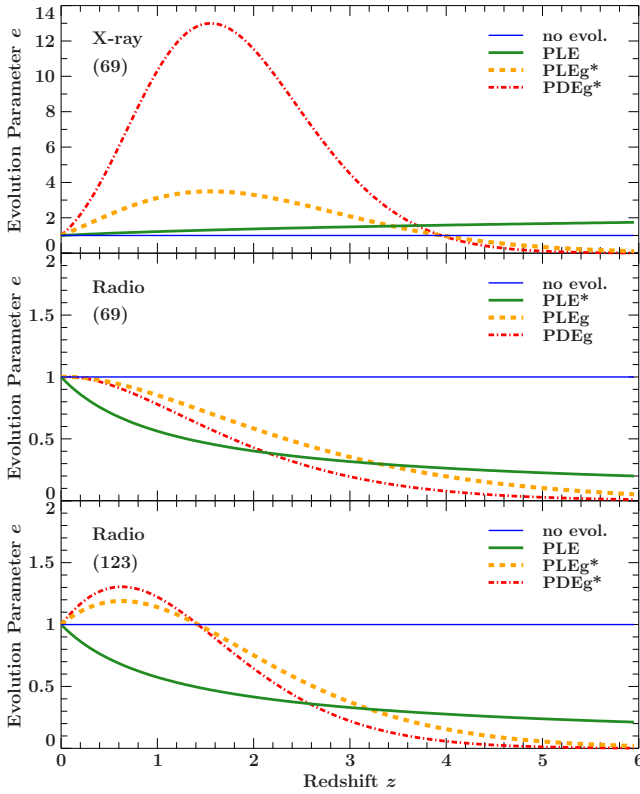 Evolution Parameter e
14
12
10
8
6
4
2
0
X-ray
(69)
no evol.
PLE
PLEg*
PDEg*
Evolution Parameter e
2
1.5
1
0.5
0
Radio
(69)
no evol.
PLE*
PLEg
PDEg
Evolution Parameter e
2
1.5
1
0.5
0
Radio
(123)
no evol.
PLE
PLEg*
PDEg*
0 1 2 3 4 5 6
Redshift z